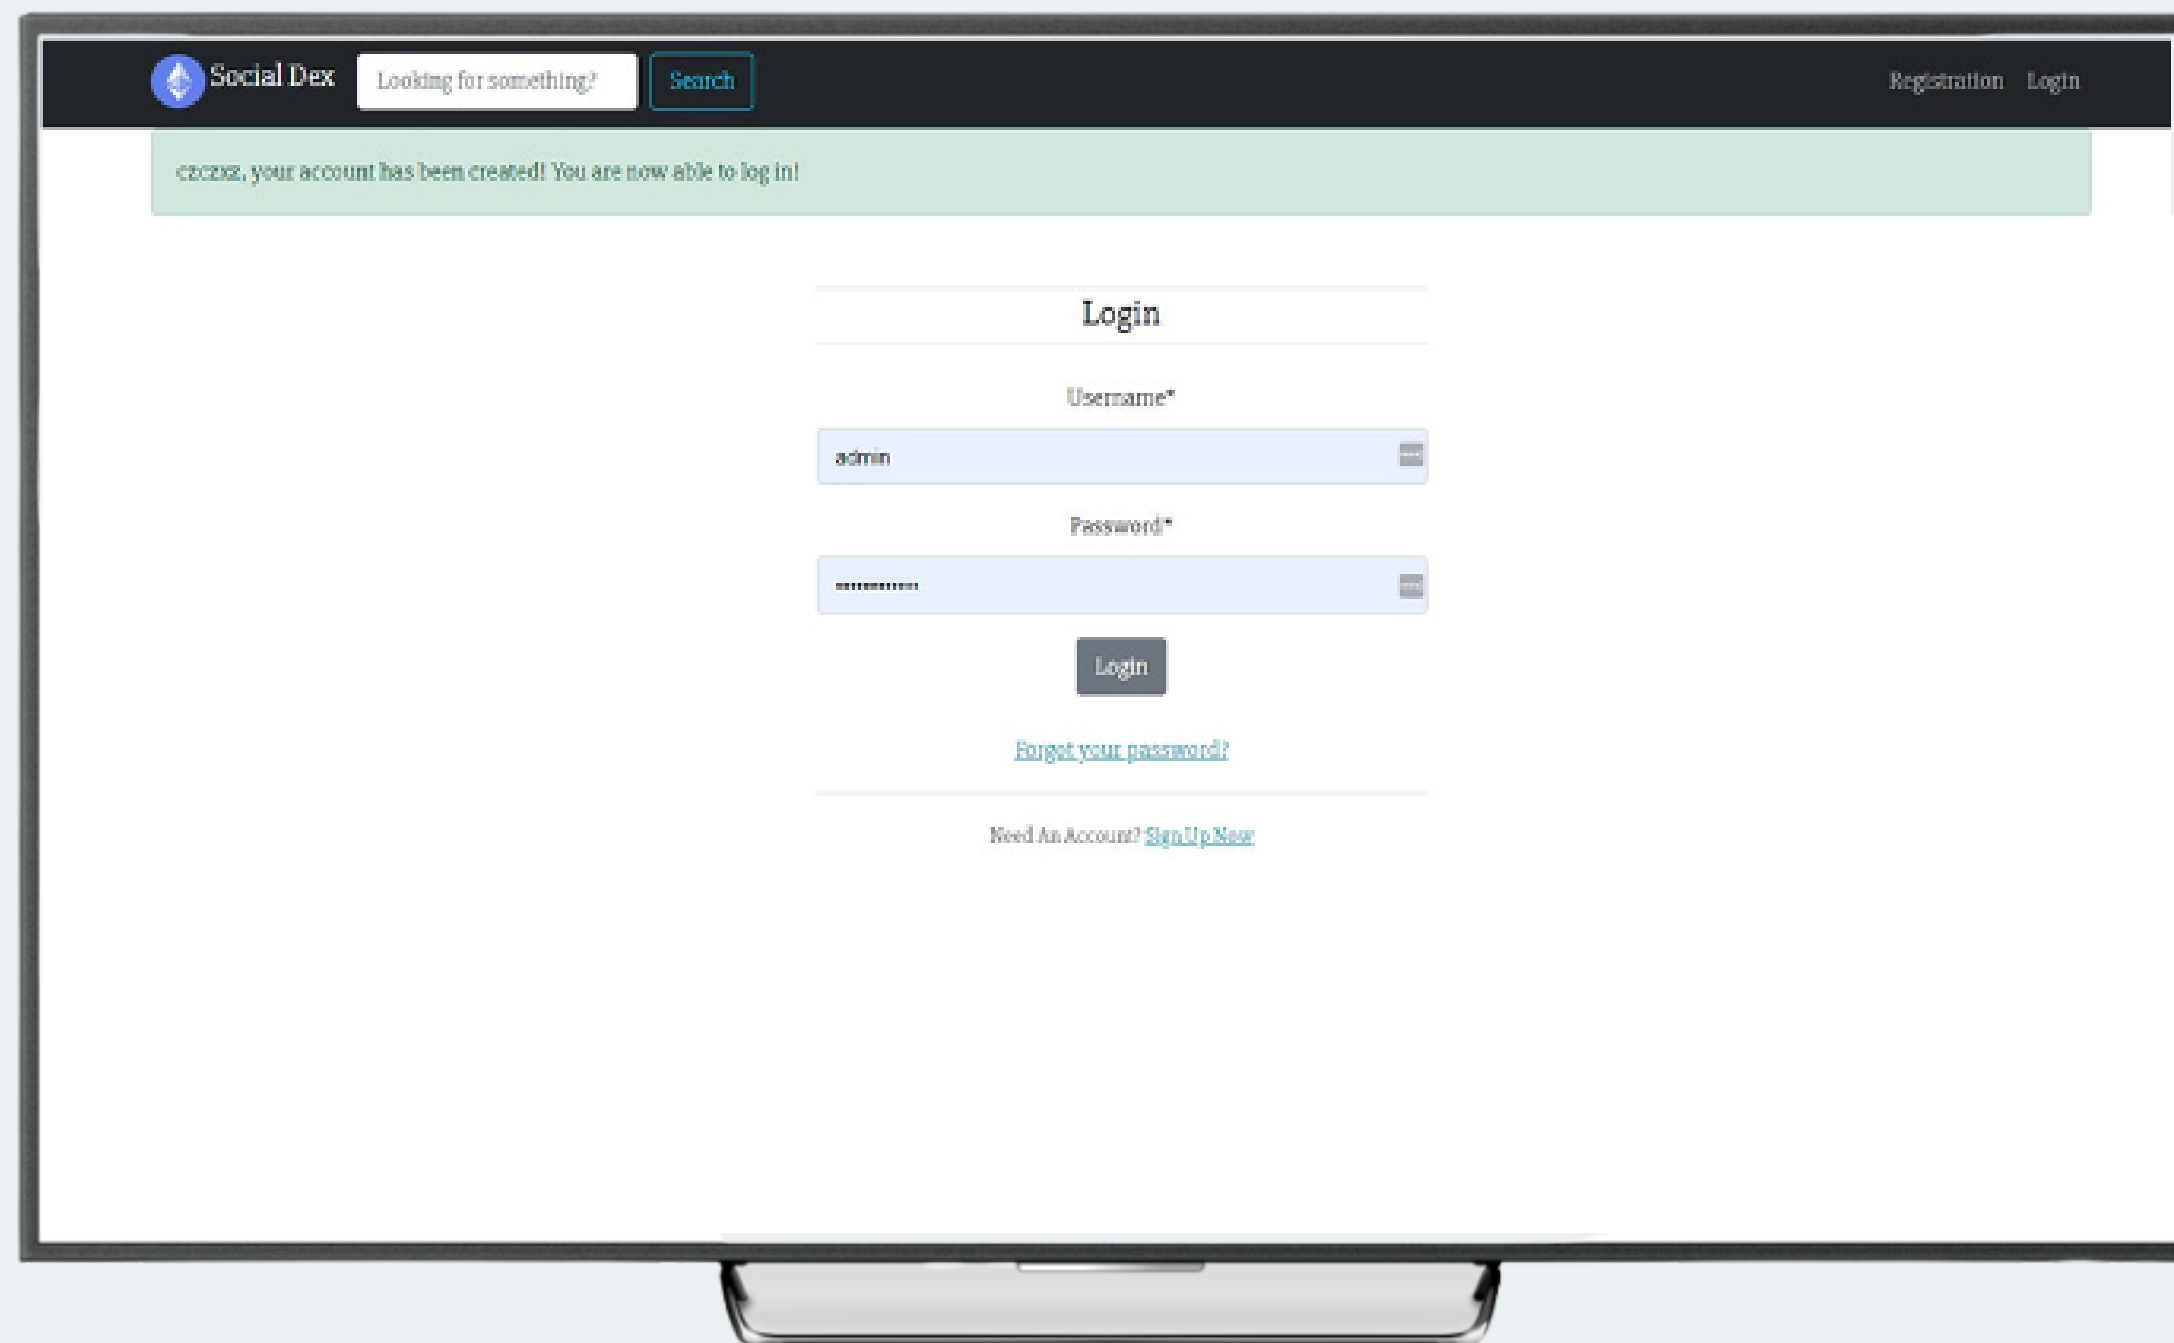 Social Dex
Looking for something?
Search
Registration Login
czczxz, your account has been created! You are now able to log in!
Login
Username*
admin
Password*
Login
Forgot your password?
Need An Account? Sign Up Now